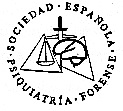 SOCIEDAD · ESPAÑOLA ·
PSIQUIATRÍA · FORENSE ·